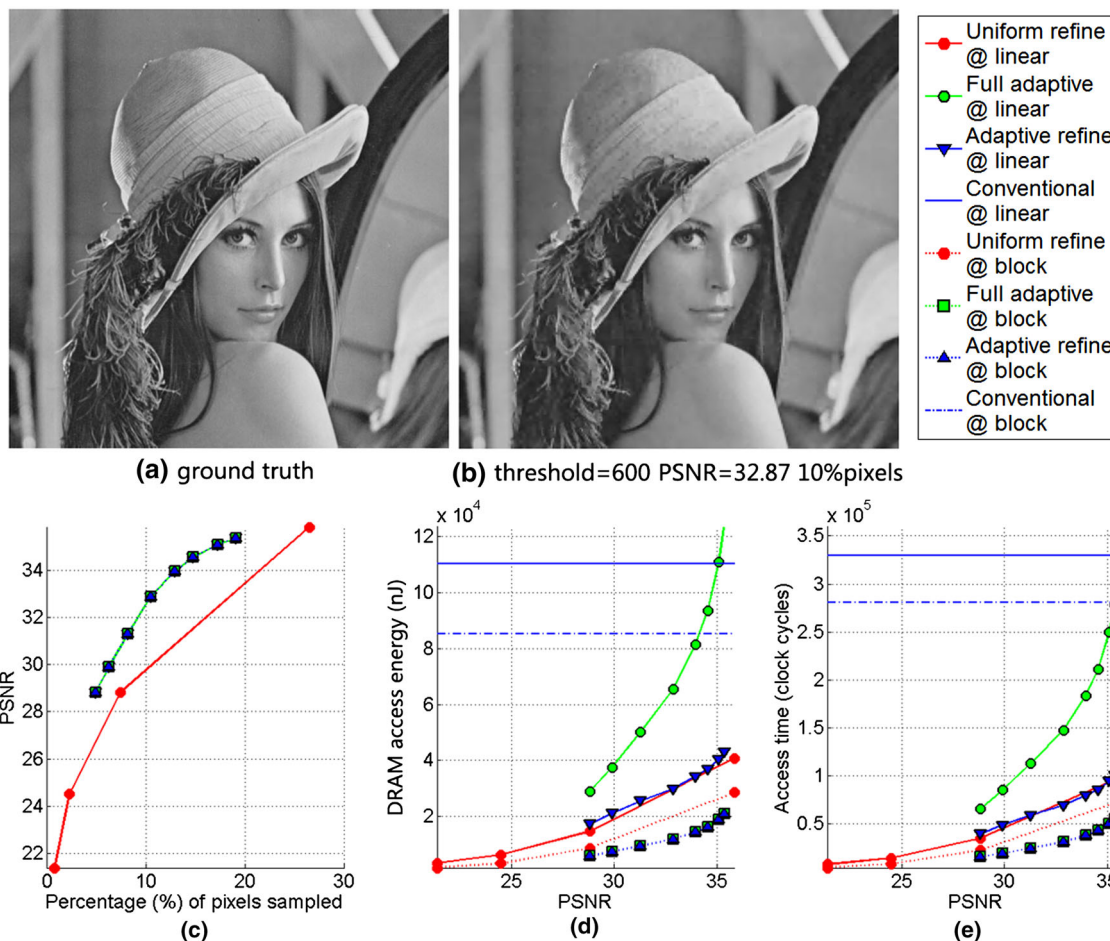 Uniform refine
@ linear
Full adaptive
@ linear
Adaptive refine
@ linear
Conventional
@ linear
Uniform refine
@ block
Full adaptive
@ block
Adaptive refine
@ block
Conventional
@ block
(a) ground truth
(b) threshold=600 PSNR=32.87 10%pixels
PSNR
34
32
30
28
26
24
22
0
10
20
30
Percentage (%) of pixels sampled
(c)
x 10^4
DRAM access energy (nJ)
12
10
8
6
4
2
25
30
35
PSNR
(d)
x 10^5
Access time (clock cycles)
3.5
3
2.5
2
1.5
1
0.5
25
30
35
PSNR
(e)